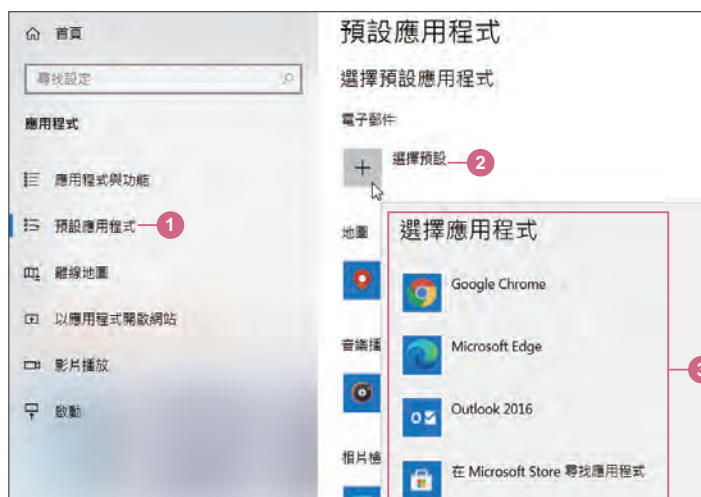 首頁
尋找設定
應用程式
應用程式與功能
預設應用程式
1
離線地圖
以應用程式開啟網站
影片播放
啟動
預設應用程式
選擇預設應用程式
電子郵件
選擇預設
2
地圖
音樂播
相片檢
選擇應用程式
Google Chrome
Microsoft Edge
Outlook 2016
在 Microsoft Store 尋找應用程式
3